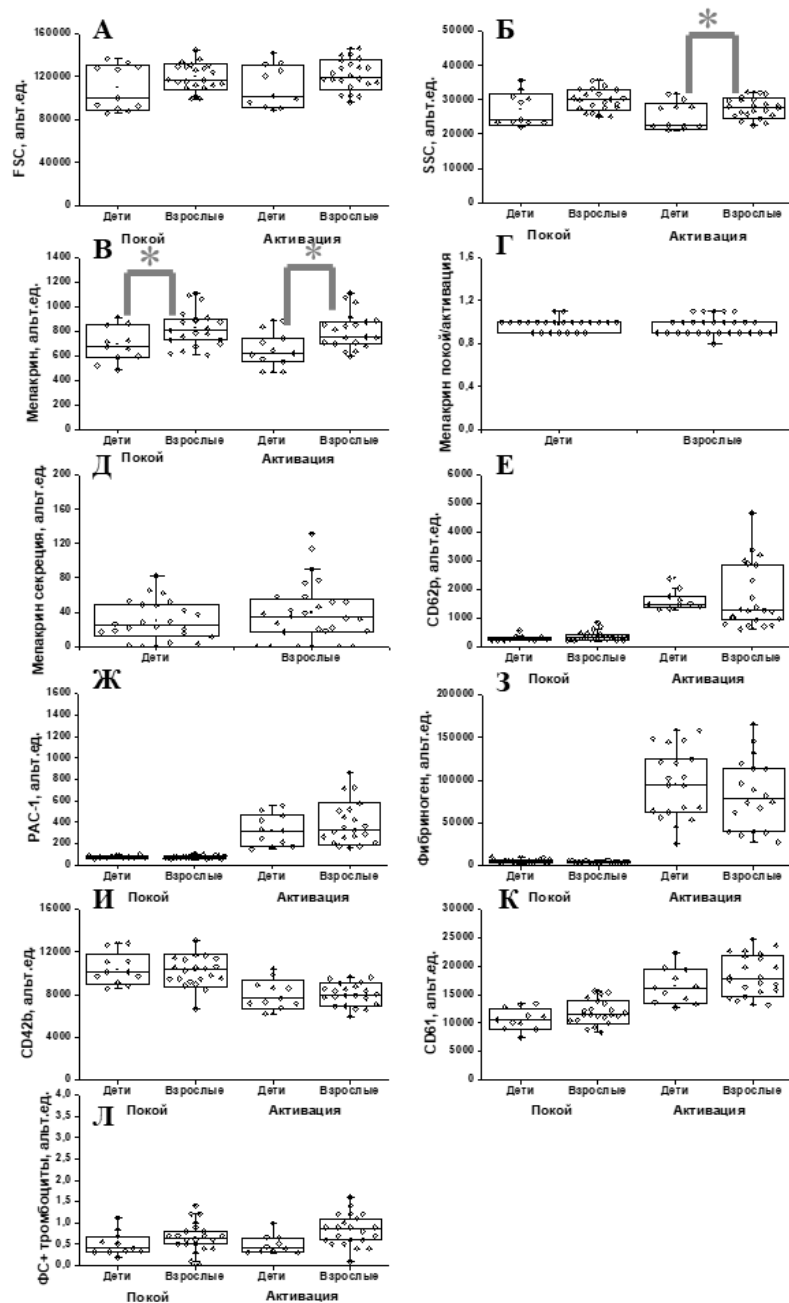 А
FSC, альт.ед.
160000
120000
80000
40000
0
Дети Взрослые Дети Взрослые
Покой Активация
Б
*
SSC, альт.ед.
50000
40000
30000
20000
10000
0
Дети Взрослые Дети Взрослые
Покой Активация
В
* *
Мепакрин, альт.ед.
1400
1200
1000
800
600
400
200
0
Дети Взрослые Дети Взрослые
Покой Активация
Г
Мепакрин покой/активация
1,6
1,2
0,8
0,4
0,0
Дети Взрослые
Д
Мепакрин секреция, альт.ед.
200
160
120
80
40
0
Дети Взрослые
Е
CD62p, альт.ед.
6000
5000
4000
3000
2000
1000
0
Дети Взрослые Дети Взрослые
Покой Активация
Ж
PAC-1, альт.ед.
1600
1400
1200
1000
800
600
400
200
0
Дети Взрослые Дети Взрослые
Покой Активация
З
Фибриноген, альт.ед.
200000
150000
100000
50000
0
Дети Взрослые Дети Взрослые
Покой Активация
И
CD42b, альт.ед.
16000
12000
8000
4000
0
Дети Взрослые Дети Взрослые
Покой Активация
К
CD61, альт.ед.
30000
25000
20000
15000
10000
5000
0
Дети Взрослые Дети Взрослые
Покой Активация
Л
ФС+ тромбоциты, альт.ед.
4,0
3,5
3,0
2,5
2,0
1,5
1,0
0,5
0,0
Дети Взрослые Дети Взрослые
Покой Активация